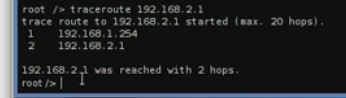 root /> traceroute 192.168.2.1
trace route to 192.168.2.1 started (max. 20 hops).
1 192.168.1.254
2 192.168.2.1
192.168.2.1 was reached with 2 hops.
root/>